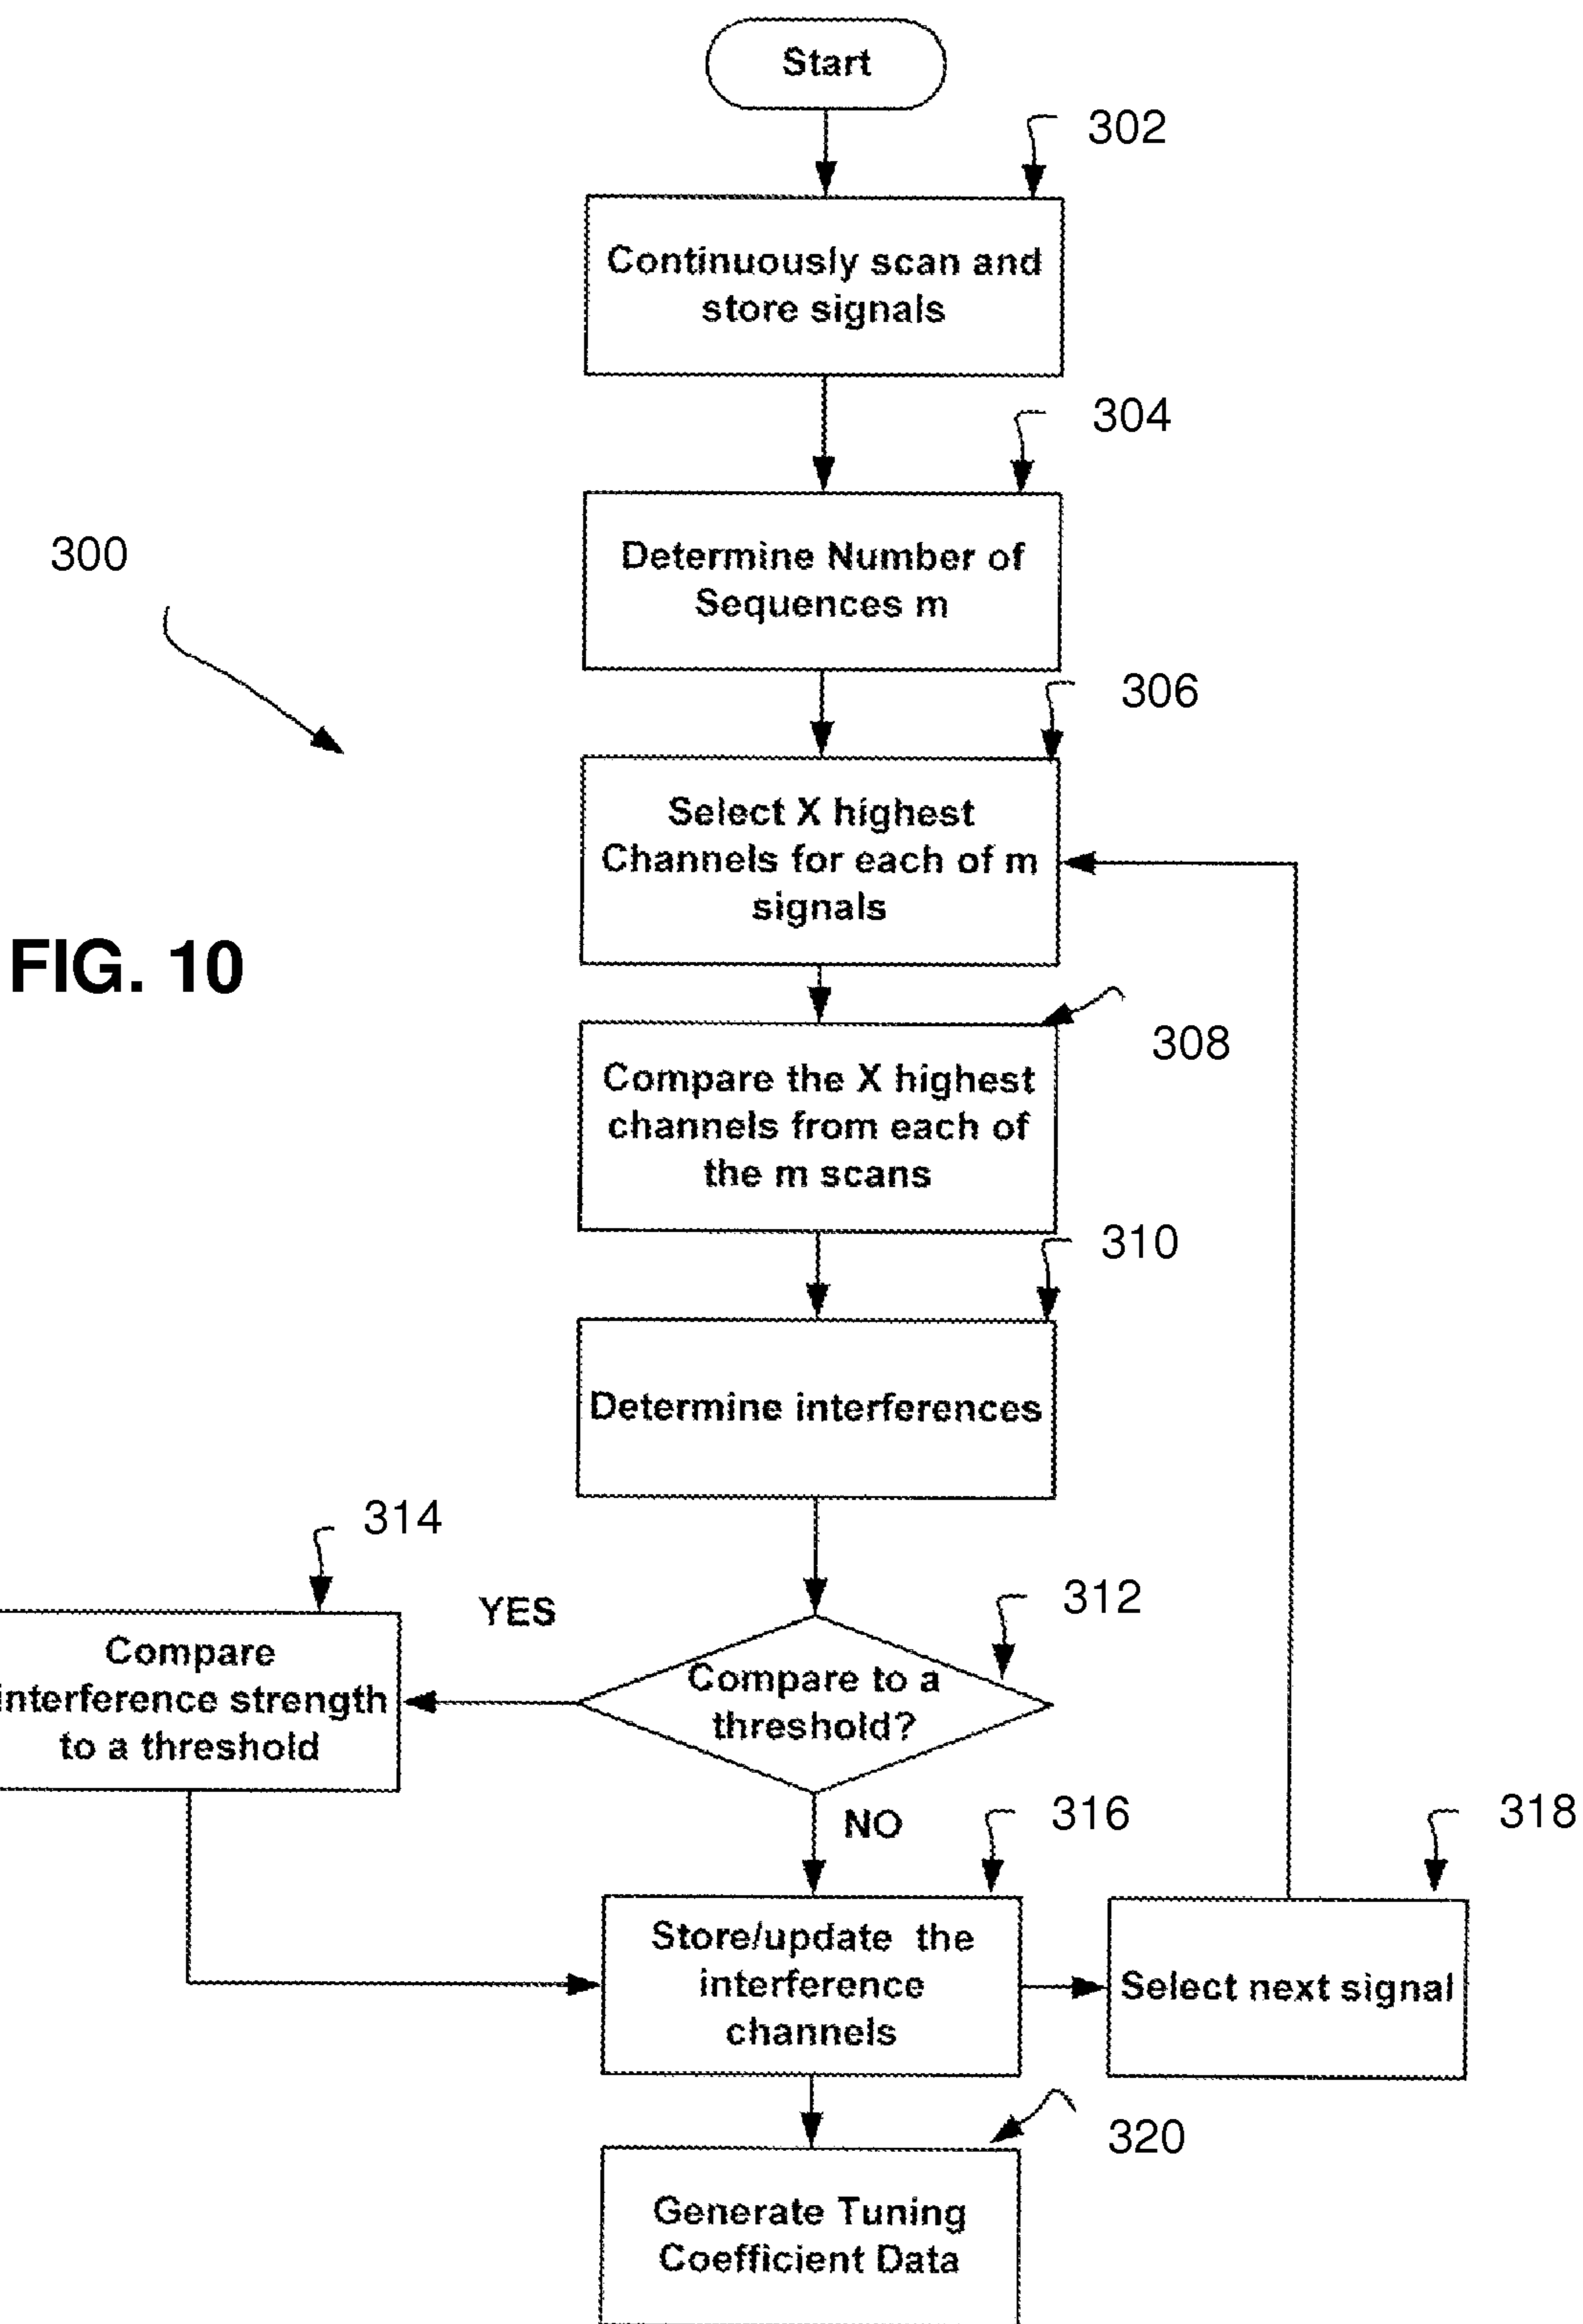 Start
302
Continuously scan and
store signals
304
Determine Number of
Sequences m
300
306
Select X highest
Channels for each of m
signals
FIG. 10
308
Compare the X highest
channels from each of
the m scans
310
Determine interferences
314
YES
312
Compare
interference strength
to a threshold
Compare to a
threshold?
NO
316
318
Store/update the
interference
channels
Select next signal
320
Generate Tuning
Coefficient Data